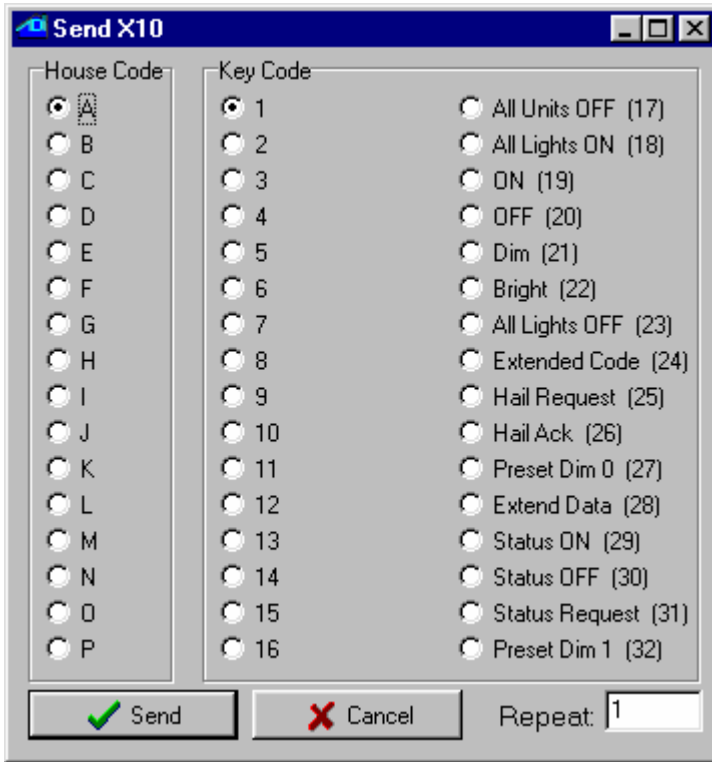 Send X10
House Code Key Code
A 1 All Units OFF (17)
B 2 All Lights ON (18)
C 3 ON (19)
D 4 OFF (20)
E 5 Dim (21)
F 6 Bright (22)
G 7 All Lights OFF (23)
H 8 Extended Code (24)
I 9 Hail Request (25)
J 10 Hail Ack (26)
K 11 Preset Dim 0 (27)
L 12 Extend Data (28)
M 13 Status ON (29)
N 14 Status OFF (30)
O 15 Status Request (31)
P 16 Preset Dim 1 (32)
Send Cancel Repeat: 1